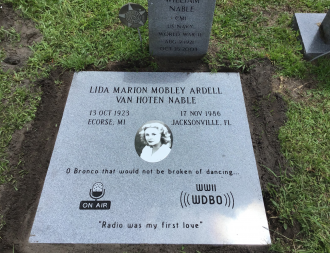 NABLE
LIDA MARION MOBLEY ARDELL
VAN HOTEN NABLE
13 OCT 1923
ECORSE, MI
17 NOV 1986
JACKSONVILLE, FL
O Bronco that would not be broken of dancing...
ON AIR
WWII
((WDBO))
"Radio was my first love"